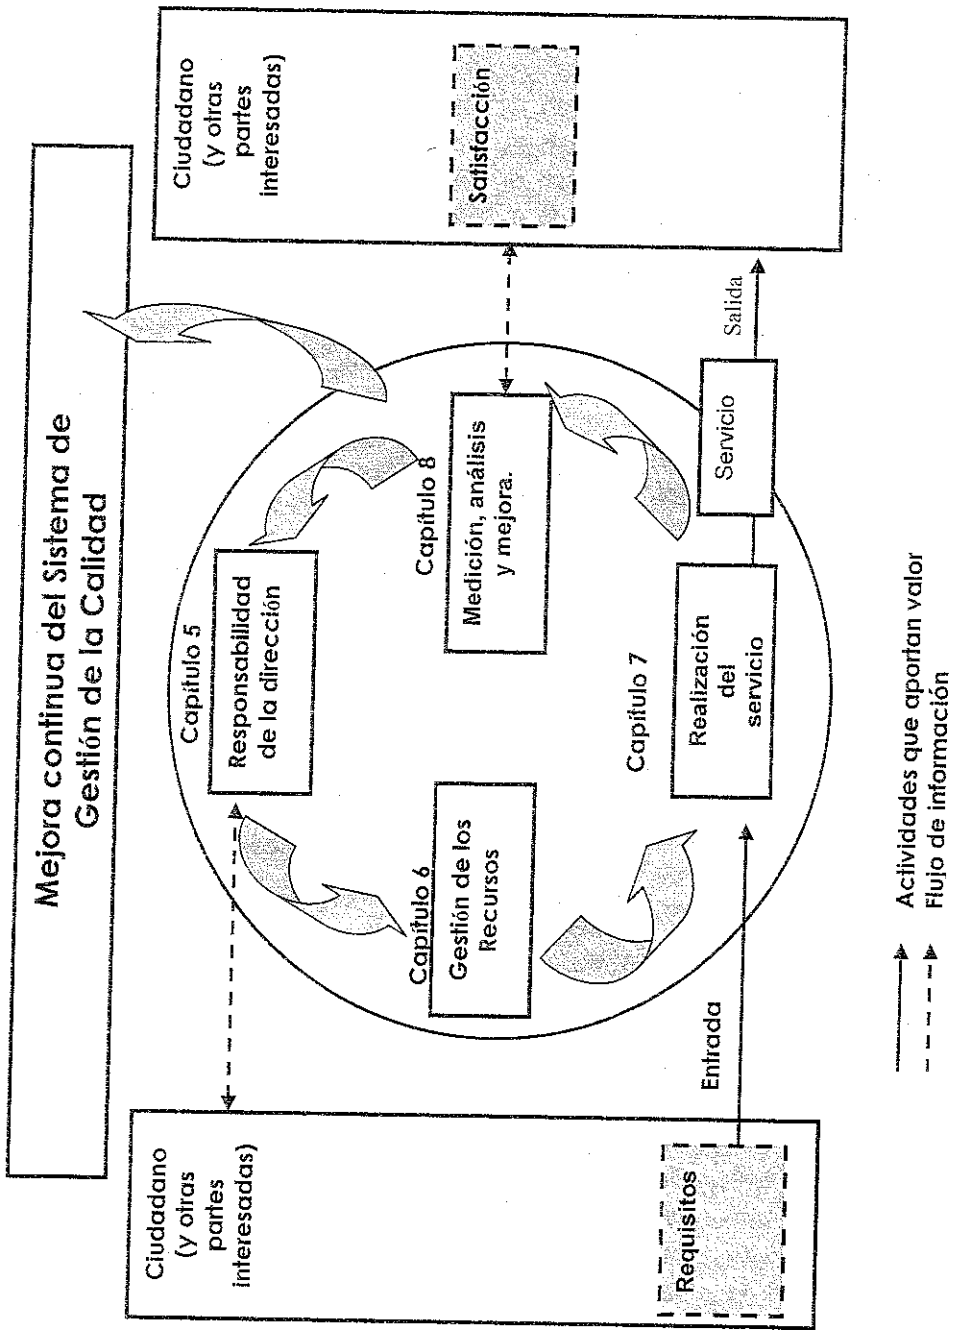 Mejora continua del Sistema de
Gestión de la Calidad
Ciudadano
(y otras
partes
interesadas)
Requisitos
Entrada
Capítulo 5
Responsabilidad
de la dirección
Capítulo 6
Gestión de los
Recursos
Capítulo 8
Medición, análisis
y mejora.
Capítulo 7
Realización
del
servicio
Servicio
Salida
Ciudadano
(y otras
partes
interesadas)
Satisfacción
Actividades que aportan valor
Flujo de información